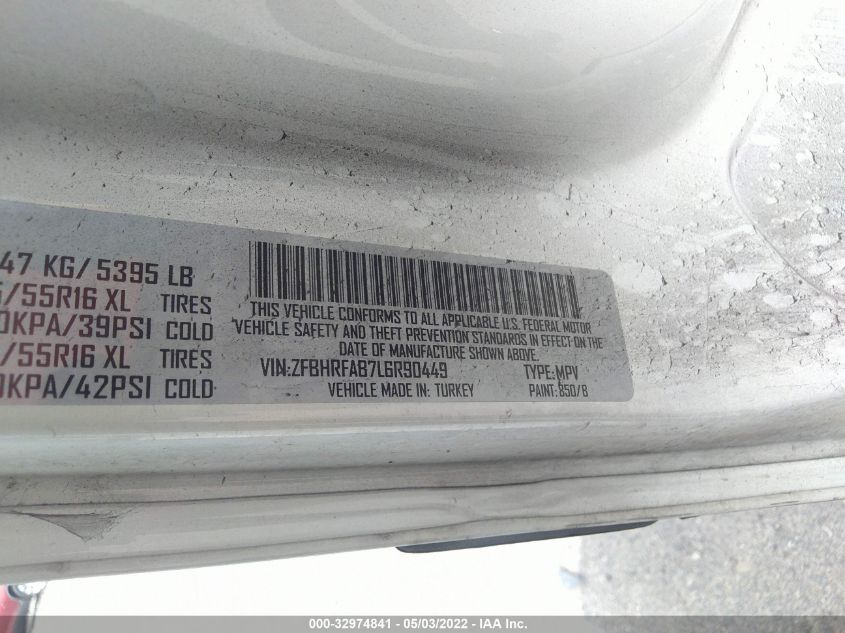 47 KG/ 5395 LB
/55R16 XL TIRES
0KPA/39PSI COLD
/55R16 XL TIRES
0KPA/42PSI COLD
THIS VEHICLE CONFORMS TO ALL APPLICABLE U.S. FEDERAL MOTOR
VEHICLE SAFETY AND THEFT PREVENTION STANDARDS IN EFFECT ON THE
DATE OF MANUFACTURE SHOWN ABOVE.
VIN:ZFBHRFAB7L6R90449 TYPE:MPV
VEHICLE MADE IN: TURKEY PAINT: 850/B
000-32974841 - 05/03/2022 - IAA Inc.